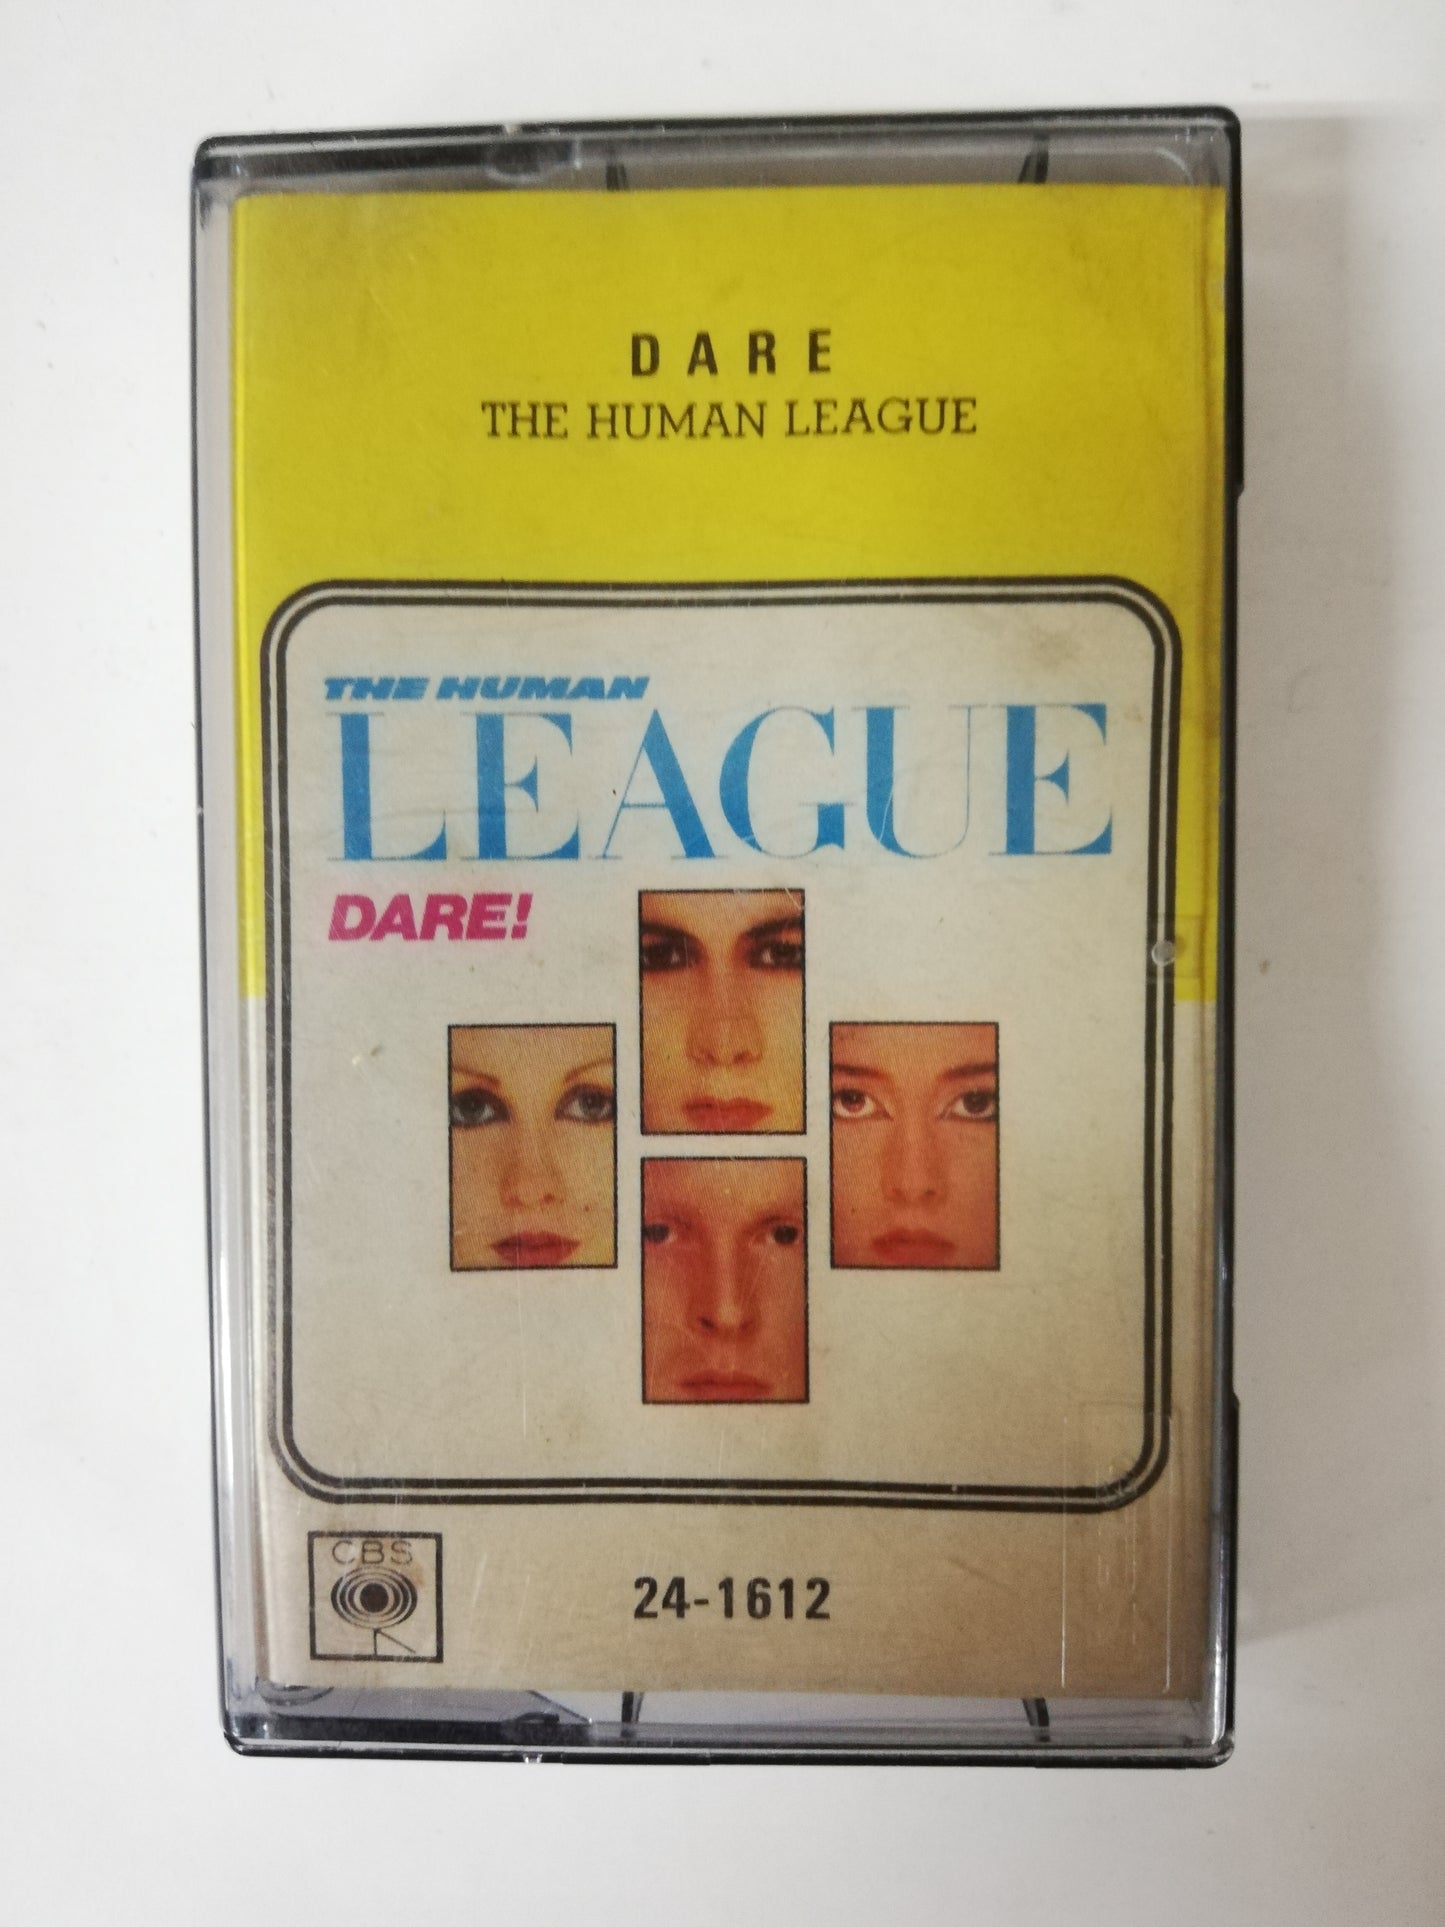 DARE
THE HUMAN LEAGUE
THE HUMAN
LEAGUE
DARE!
CBS
24-1612